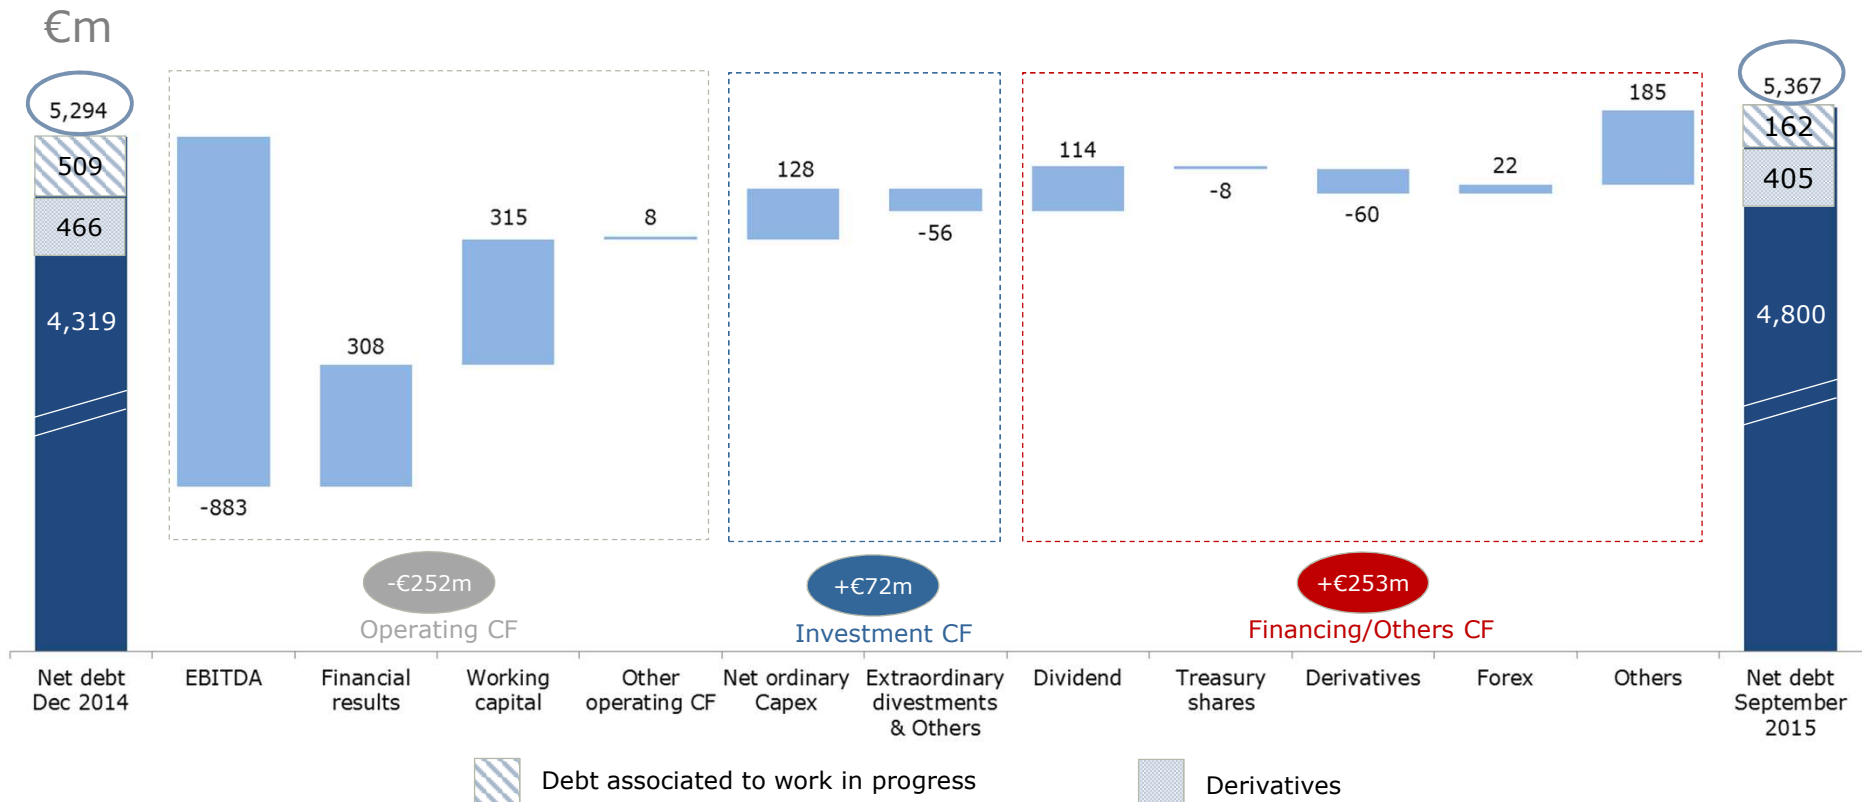 €m
5,294
509
466
4,319
-883
308
315
8
128
-56
114
-8
-60
22
185
5,367
162
405
4,800
-€252m
Operating CF
+€72m
Investment CF
+€253m
Financing/Others CF
Net debt
Dec 2014
EBITDA
Financial
results
Working
capital
Other
operating CF
Net ordinary
Capex
Extraordinary
divestments
& Others
Dividend
Treasury
shares
Derivatives
Forex
Others
Net debt
September
2015
Debt associated to work in progress
Derivatives